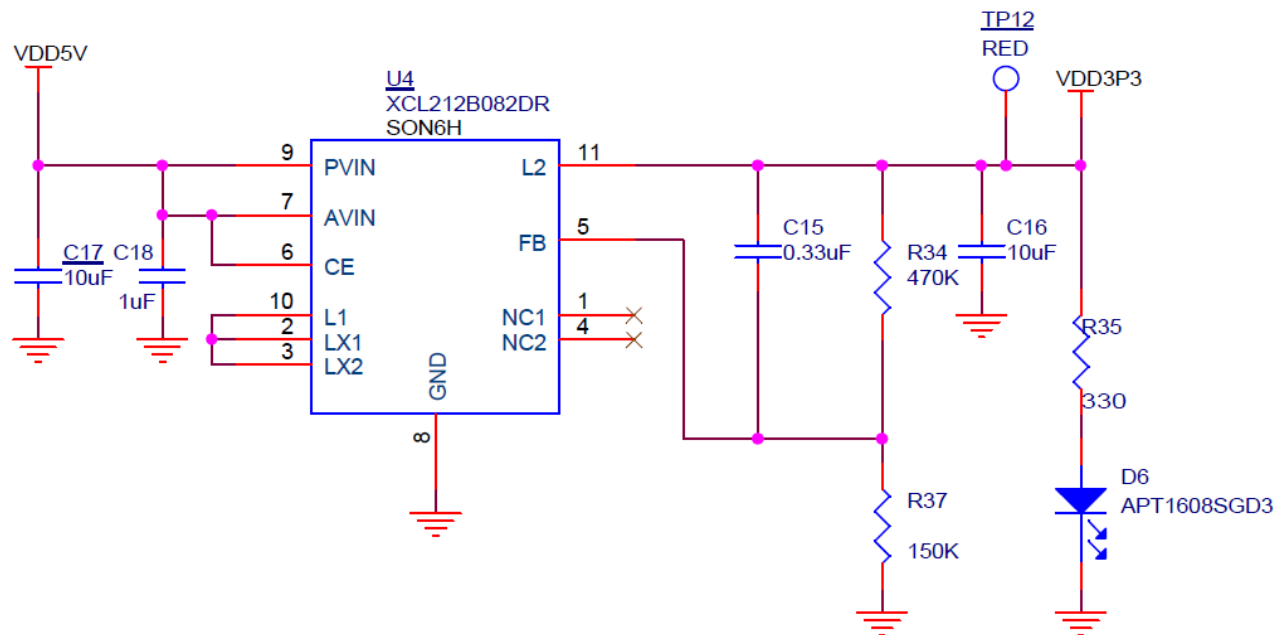 TP12
RED
VDD5V
VDD3P3
U4
XCL212B082DR
SON6H
9
PVIN
L2
11
7
AVIN
FB
5
6
CE
C17
10uF
C18
1uF
C15
0.33uF
R34
470K
C16
10uF
10
L1
NC1
1
2
LX1
NC2
4
3
LX2
GND
8
R35
330
R37
150K
D6
APT1608SGD3